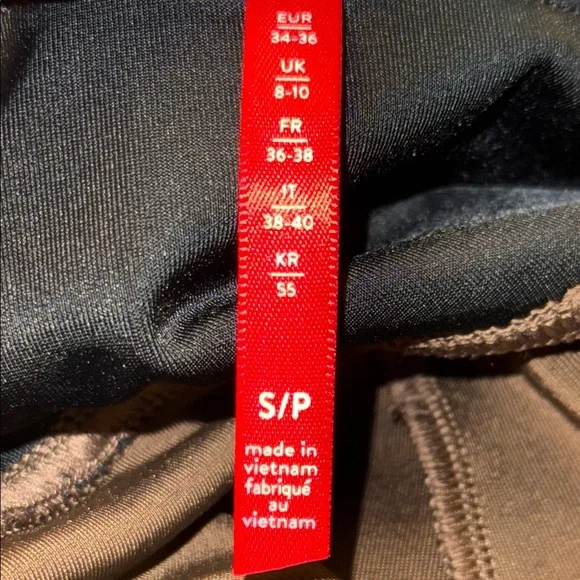 EUR
34-36
UK
8-10
FR
36-38
IT
38-40
KR
55
S/P
made in
vietnam
fabriqué
au
vietnam